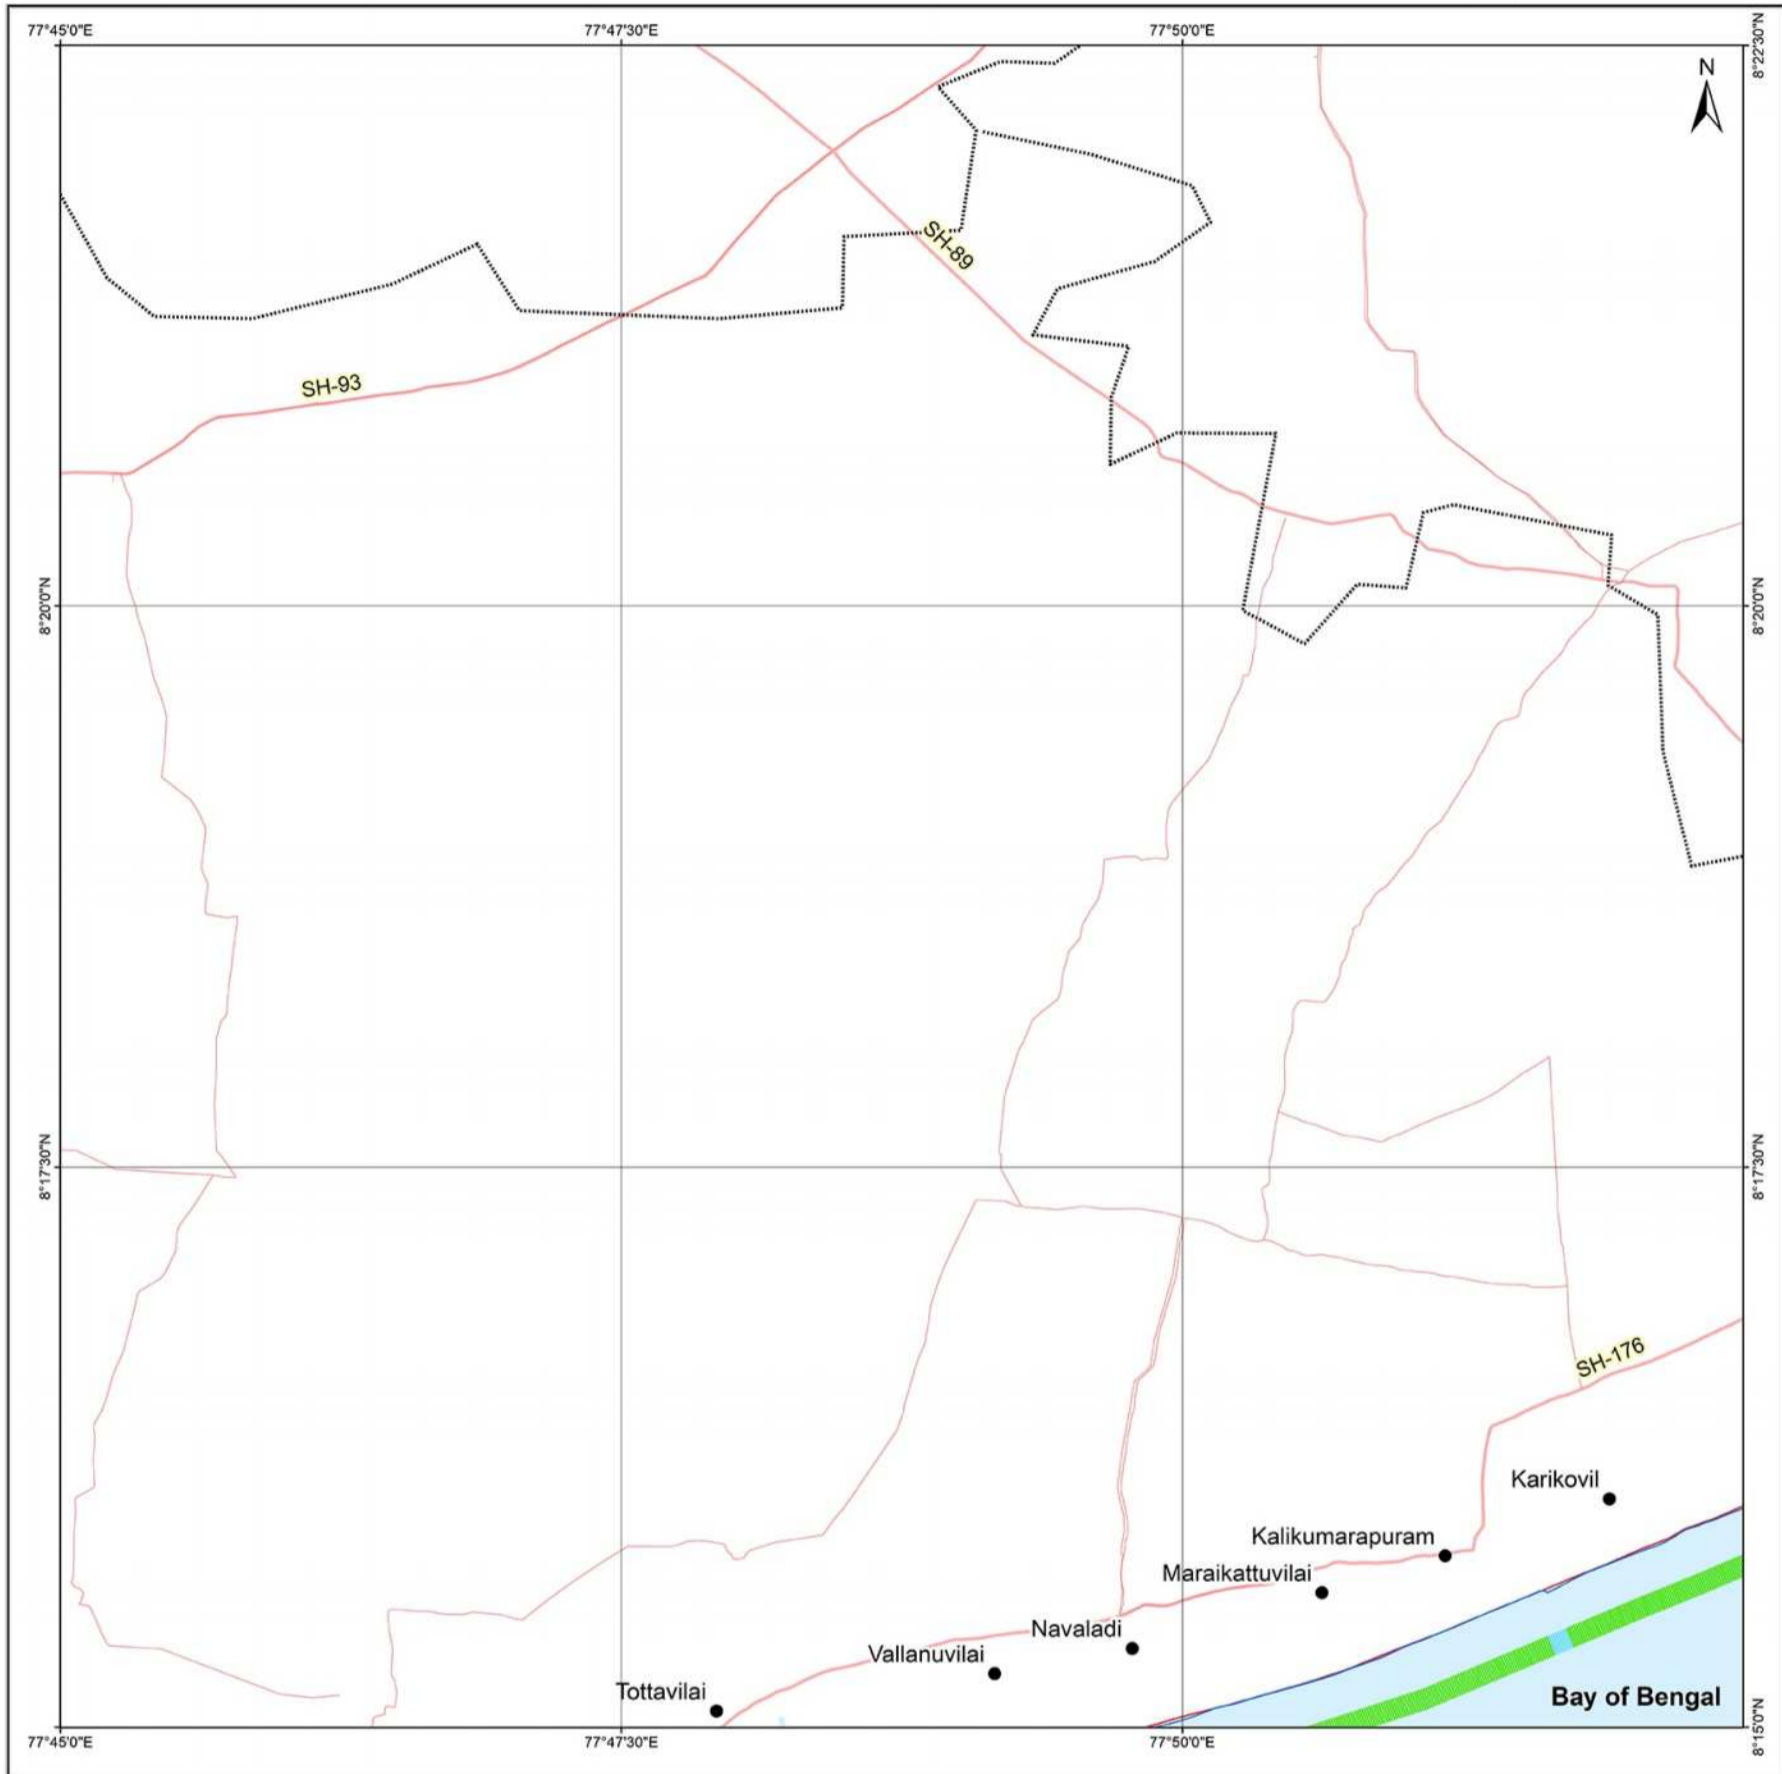 77°45'0"E
77°47'30"E
77°50'0"E
8°22'30"N
N
SH-89
SH-93
8°20'0"N
8°20'0"N
8°17'30"N
8°17'30"N
SH-176
Karikovil
Kalikumarapuram
Maraikattuvilai
Navaladi
Vallanuvilai
Tottavilai
Bay of Bengal
8°15'0"N
77°45'0"E
77°47'30"E
77°50'0"E